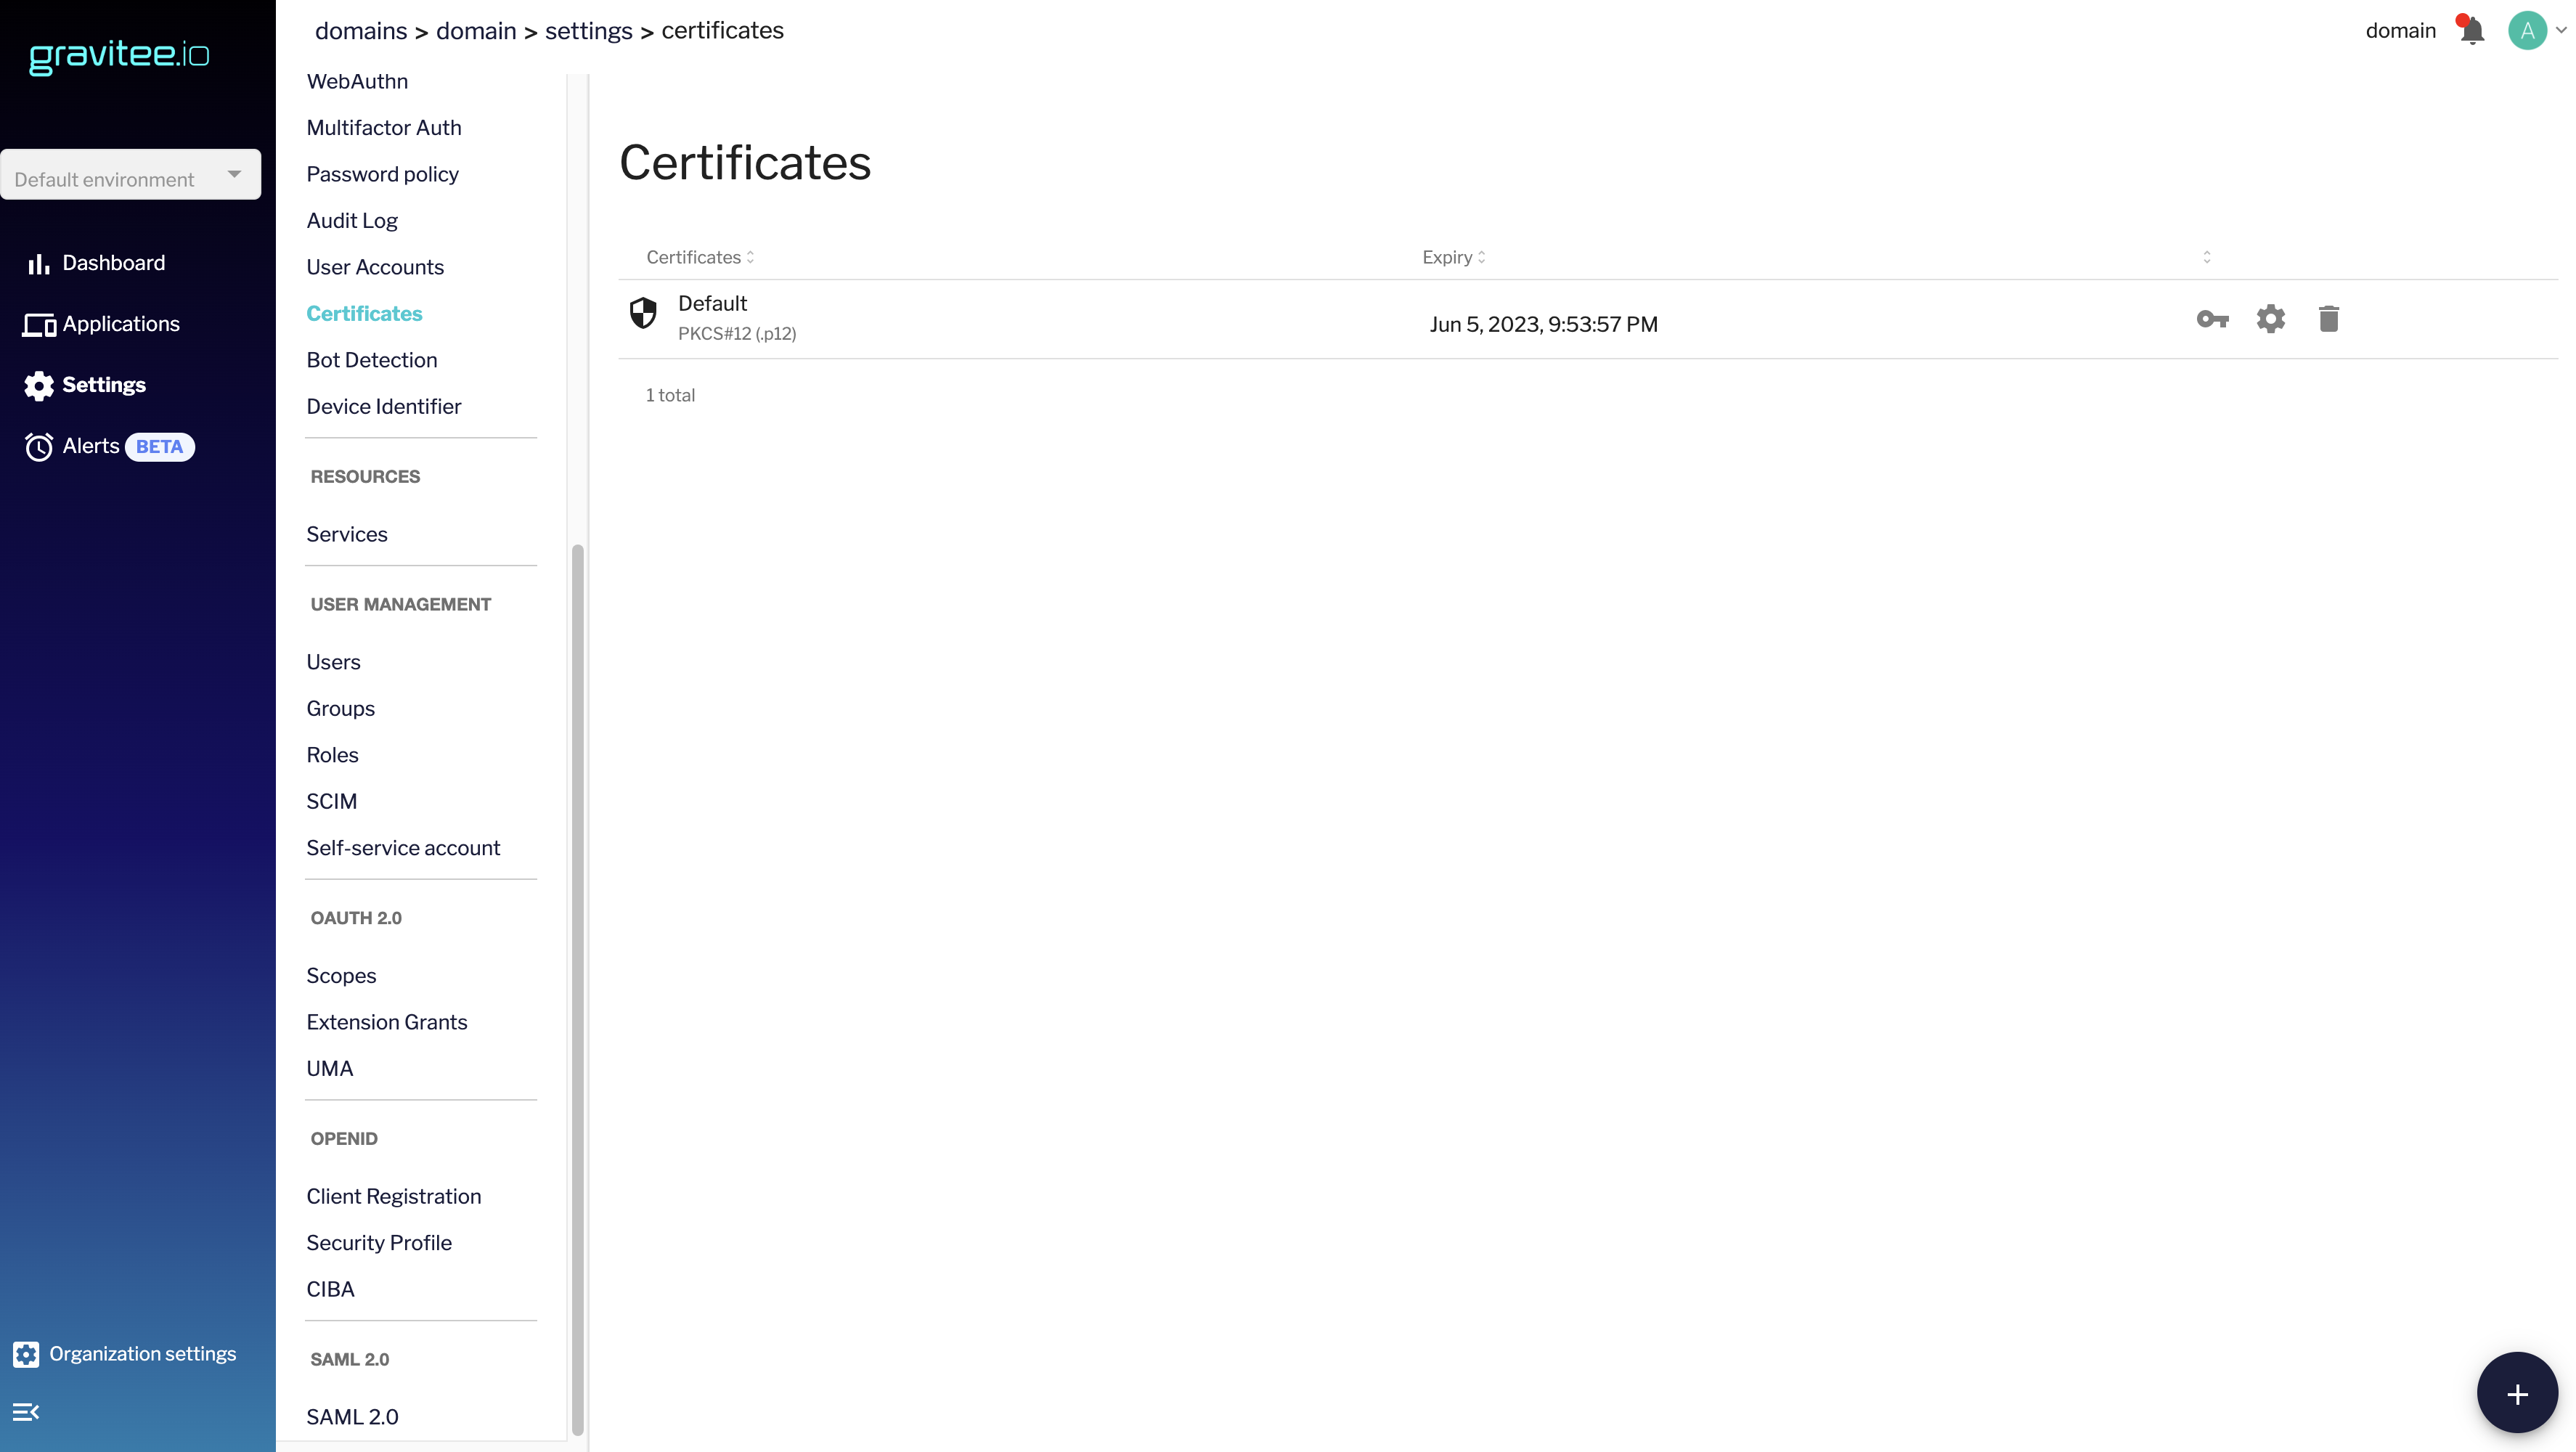 gravitee.io
Default environment
Dashboard
Applications
Settings
Alerts BETA
Organization settings
domains > domain > settings > certificates
domain
A
WebAuthn
Multifactor Auth
Password policy
Audit Log
User Accounts
Certificates
Bot Detection
Device Identifier
RESOURCES
Services
USER MANAGEMENT
Users
Groups
Roles
SCIM
Self-service account
OAUTH 2.0
Scopes
Extension Grants
UMA
OPENID
Client Registration
Security Profile
CIBA
SAML 2.0
SAML 2.0
Certificates
Certificates Expiry
Default
PKCS#12 (.p12)
Jun 5, 2023, 9:53:57 PM
1 total